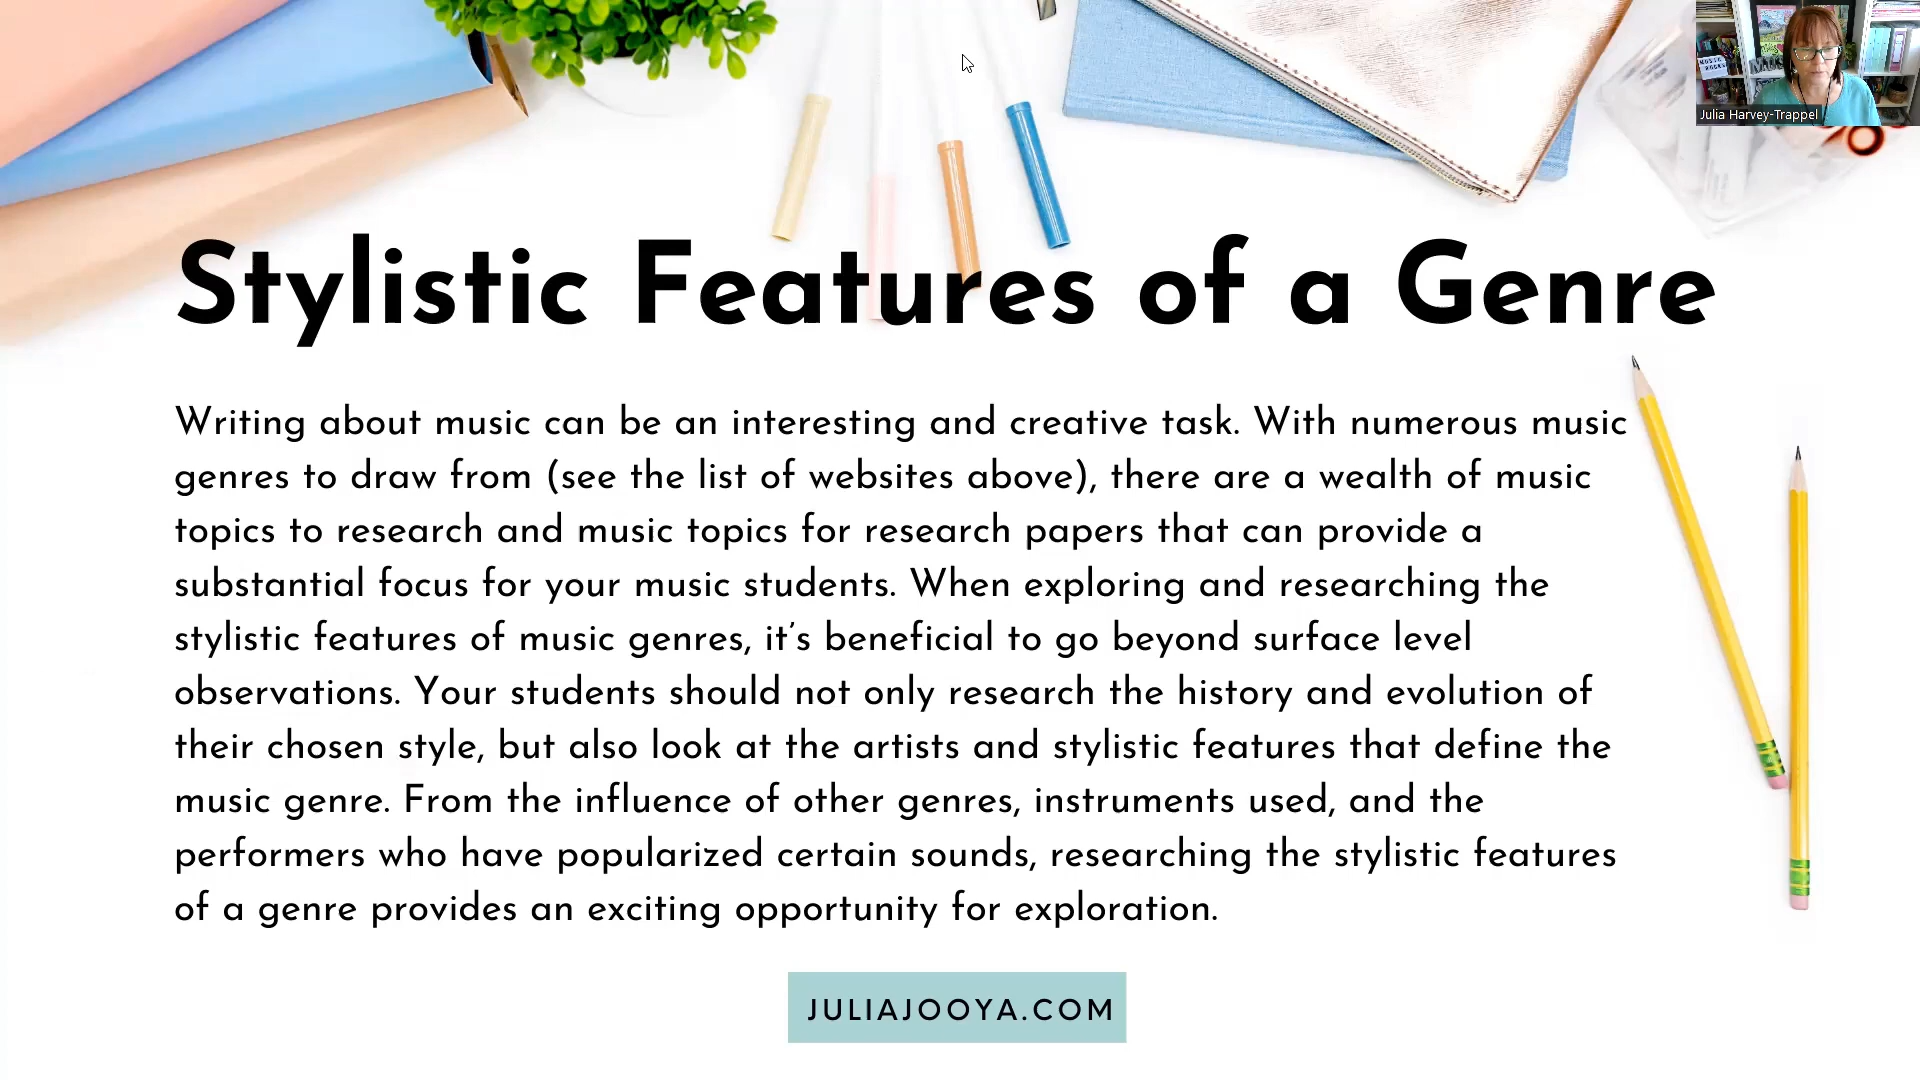 Julia Harvey-Trappel
Stylistic Features of a Genre
Writing about music can be an interesting and creative task. With numerous music
genres to draw from (see the list of websites above), there are a wealth of music
topics to research and music topics for research papers that can provide a
substantial focus for your music students. When exploring and researching the
stylistic features of music genres, it’s beneficial to go beyond surface level
observations. Your students should not only research the history and evolution of
their chosen style, but also look at the artists and stylistic features that define the
music genre. From the influence of other genres, instruments used, and the
performers who have popularized certain sounds, researching the stylistic features
of a genre provides an exciting opportunity for exploration.
JULIAJOOYA.COM